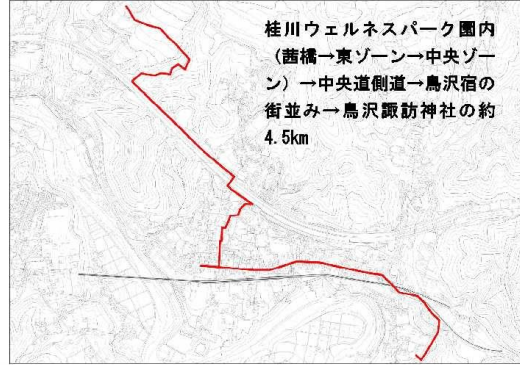 桂川ウェルネスパーク園内
（茜橋→東ゾーン→中央ゾー
ン）→中央道側道→鳥沢宿の
街並み→鳥沢諏訪神社の約
4.5km